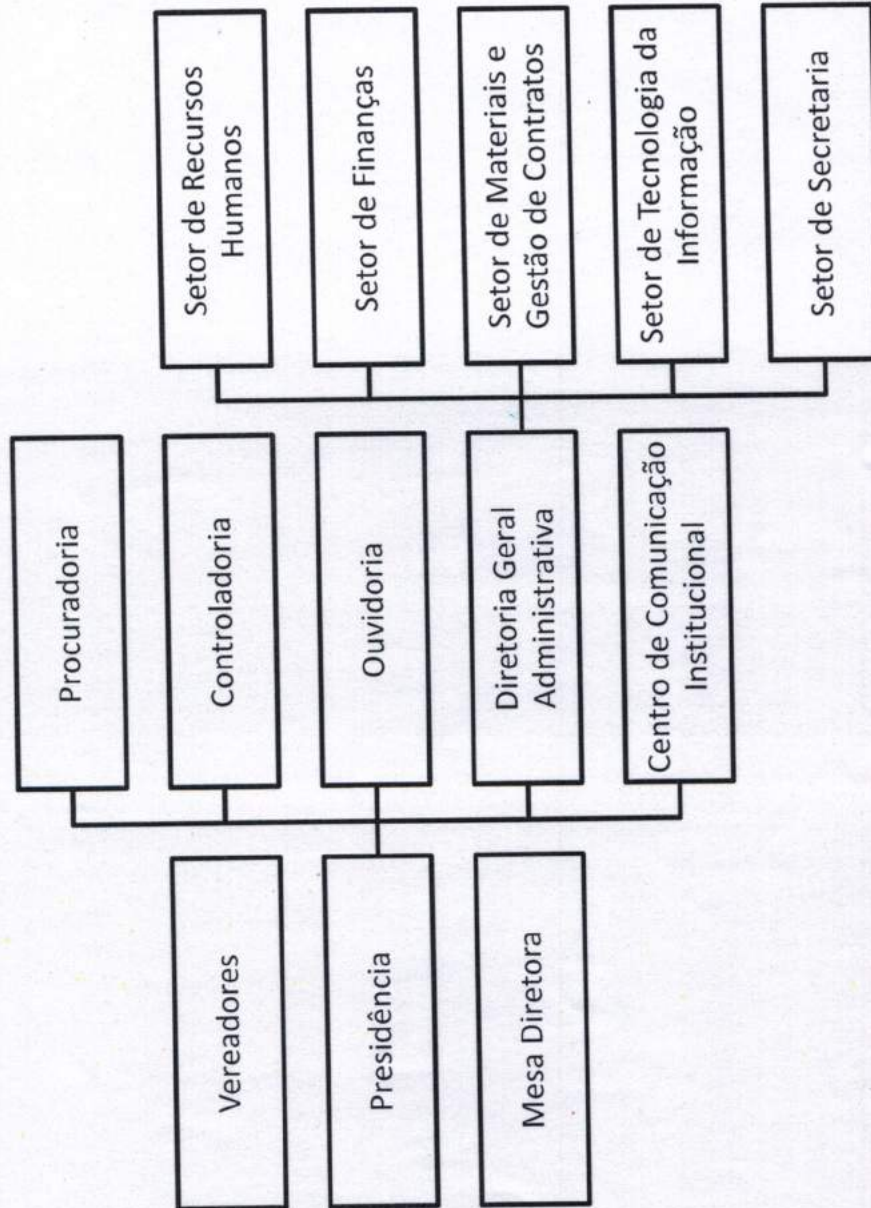 Vereadores
Presidência
Mesa Diretora
Procuradoria
Controladoria
Ouvidoria
Diretoria Geral
Administrativa
Centro de Comunicação
Institucional
Setor de Recursos
Humanos
Setor de Finanças
Setor de Materiais e
Gestão de Contratos
Setor de Tecnologia da
Informação
Setor de Secretaria